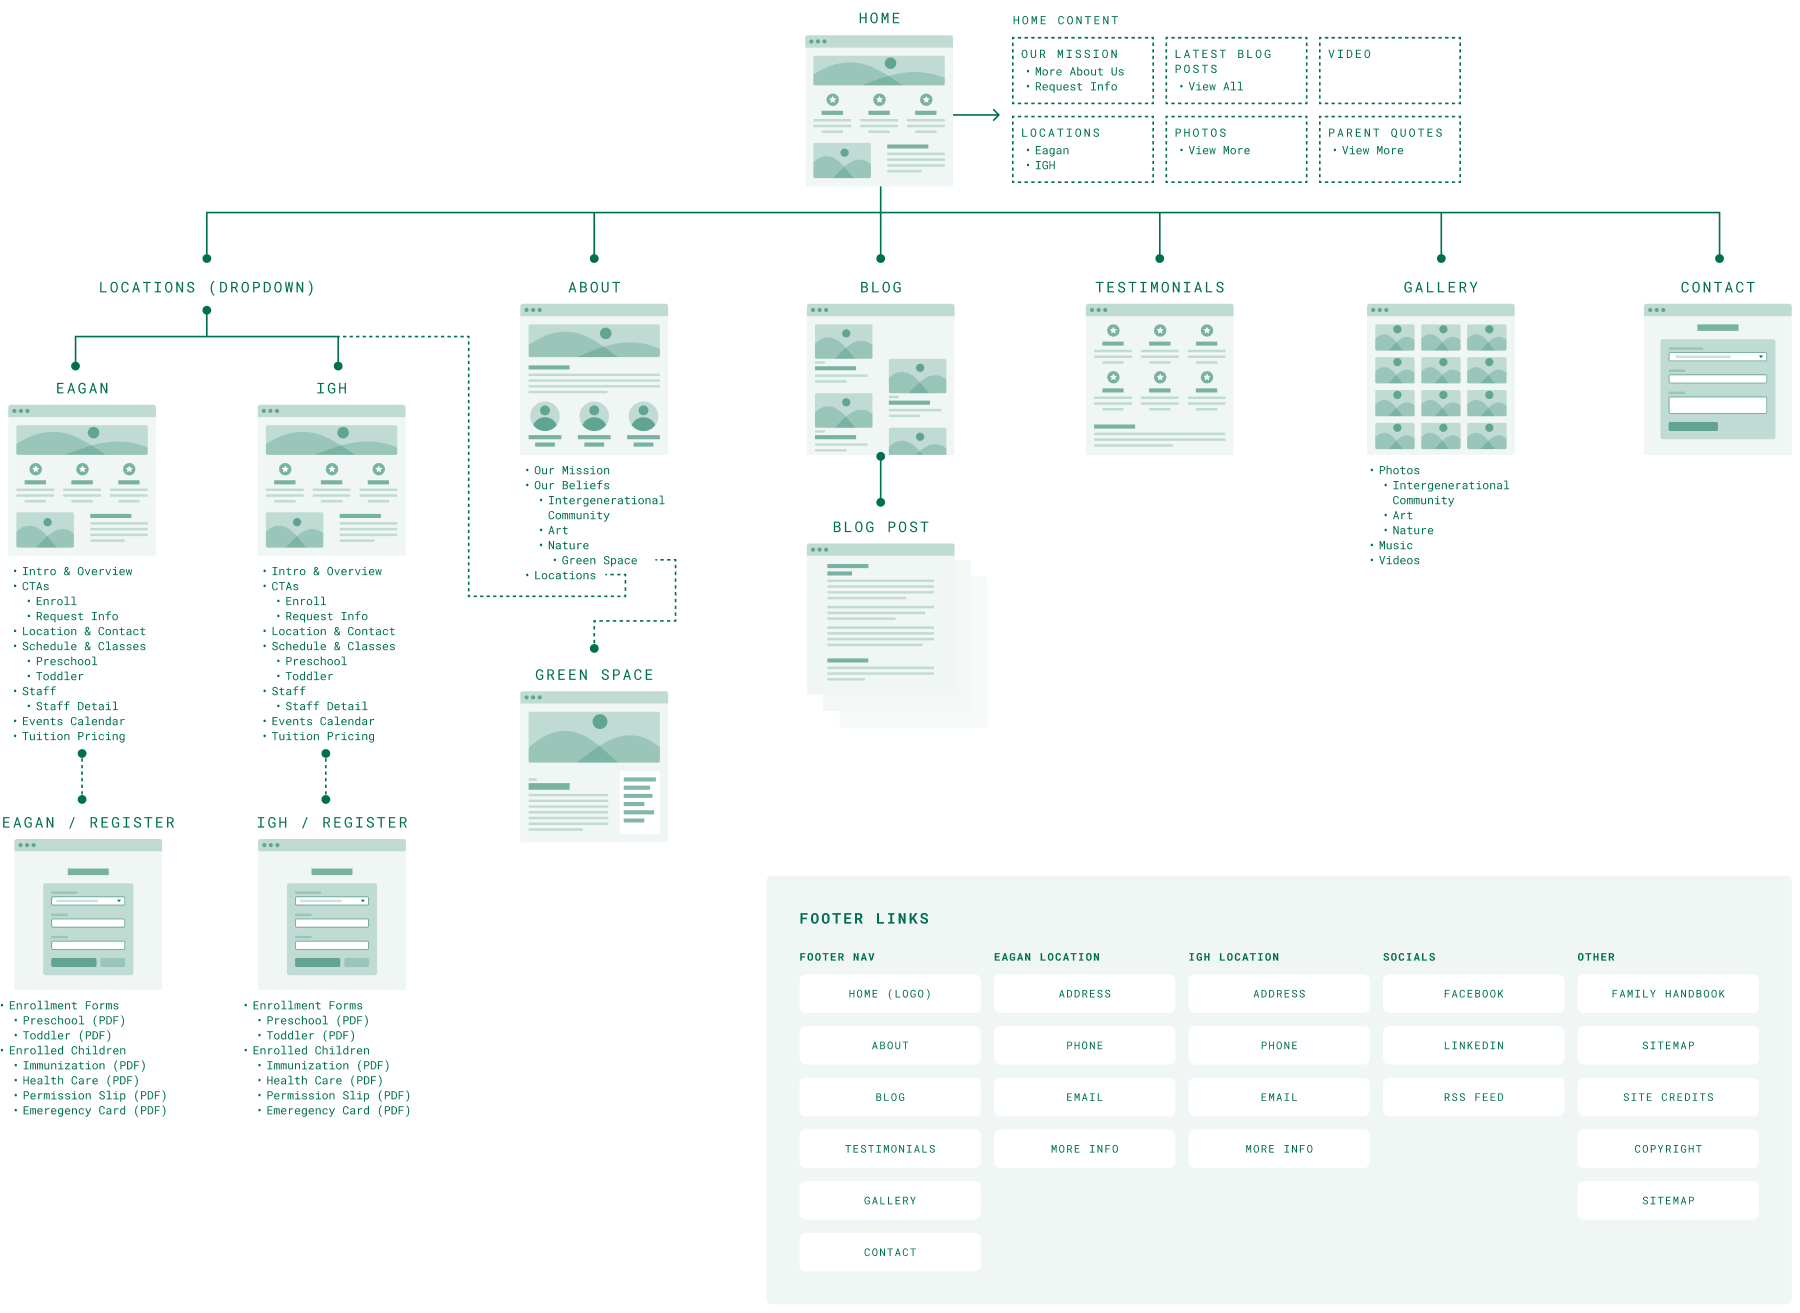 HOME
HOME CONTENT
OUR MISSION
• More About Us
• Request Info
LATEST BLOG
POSTS
• View All
VIDEO
LOCATIONS
• Eagan
• IGH
PHOTOS
• View More
PARENT QUOTES
• View More
LOCATIONS (DROPDOWN)
ABOUT
BLOG
TESTIMONIALS
GALLERY
CONTACT
EAGAN
IGH
• Intro & Overview
• CTAs
• Enroll
• Request Info
• Location & Contact
• Schedule & Classes
• Preschool
• Toddler
• Staff
• Staff Detail
• Events Calendar
• Tuition Pricing
• Intro & Overview
• CTAs
• Enroll
• Request Info
• Location & Contact
• Schedule & Classes
• Preschool
• Toddler
• Staff
• Staff Detail
• Events Calendar
• Tuition Pricing
• Our Mission
• Our Beliefs
• Intergenerational
Community
• Art
• Nature
• Green Space
• Locations
BLOG POST
• Photos
• Intergenerational
Community
• Art
• Nature
• Music
• Videos
GREEN SPACE
EAGAN / REGISTER
IGH / REGISTER
• Enrollment Forms
• Preschool (PDF)
• Toddler (PDF)
• Enrolled Children
• Immunization (PDF)
• Health Care (PDF)
• Permission Slip (PDF)
• Emeregency Card (PDF)
• Enrollment Forms
• Preschool (PDF)
• Toddler (PDF)
• Enrolled Children
• Immunization (PDF)
• Health Care (PDF)
• Permission Slip (PDF)
• Emeregency Card (PDF)
FOOTER LINKS
FOOTER NAV
HOME (LOGO)
ABOUT
BLOG
TESTIMONIALS
GALLERY
CONTACT
EAGAN LOCATION
ADDRESS
PHONE
EMAIL
MORE INFO
IGH LOCATION
ADDRESS
PHONE
EMAIL
MORE INFO
SOCIALS
FACEBOOK
LINKEDIN
RSS FEED
OTHER
FAMILY HANDBOOK
SITEMAP
SITE CREDITS
COPYRIGHT
SITEMAP